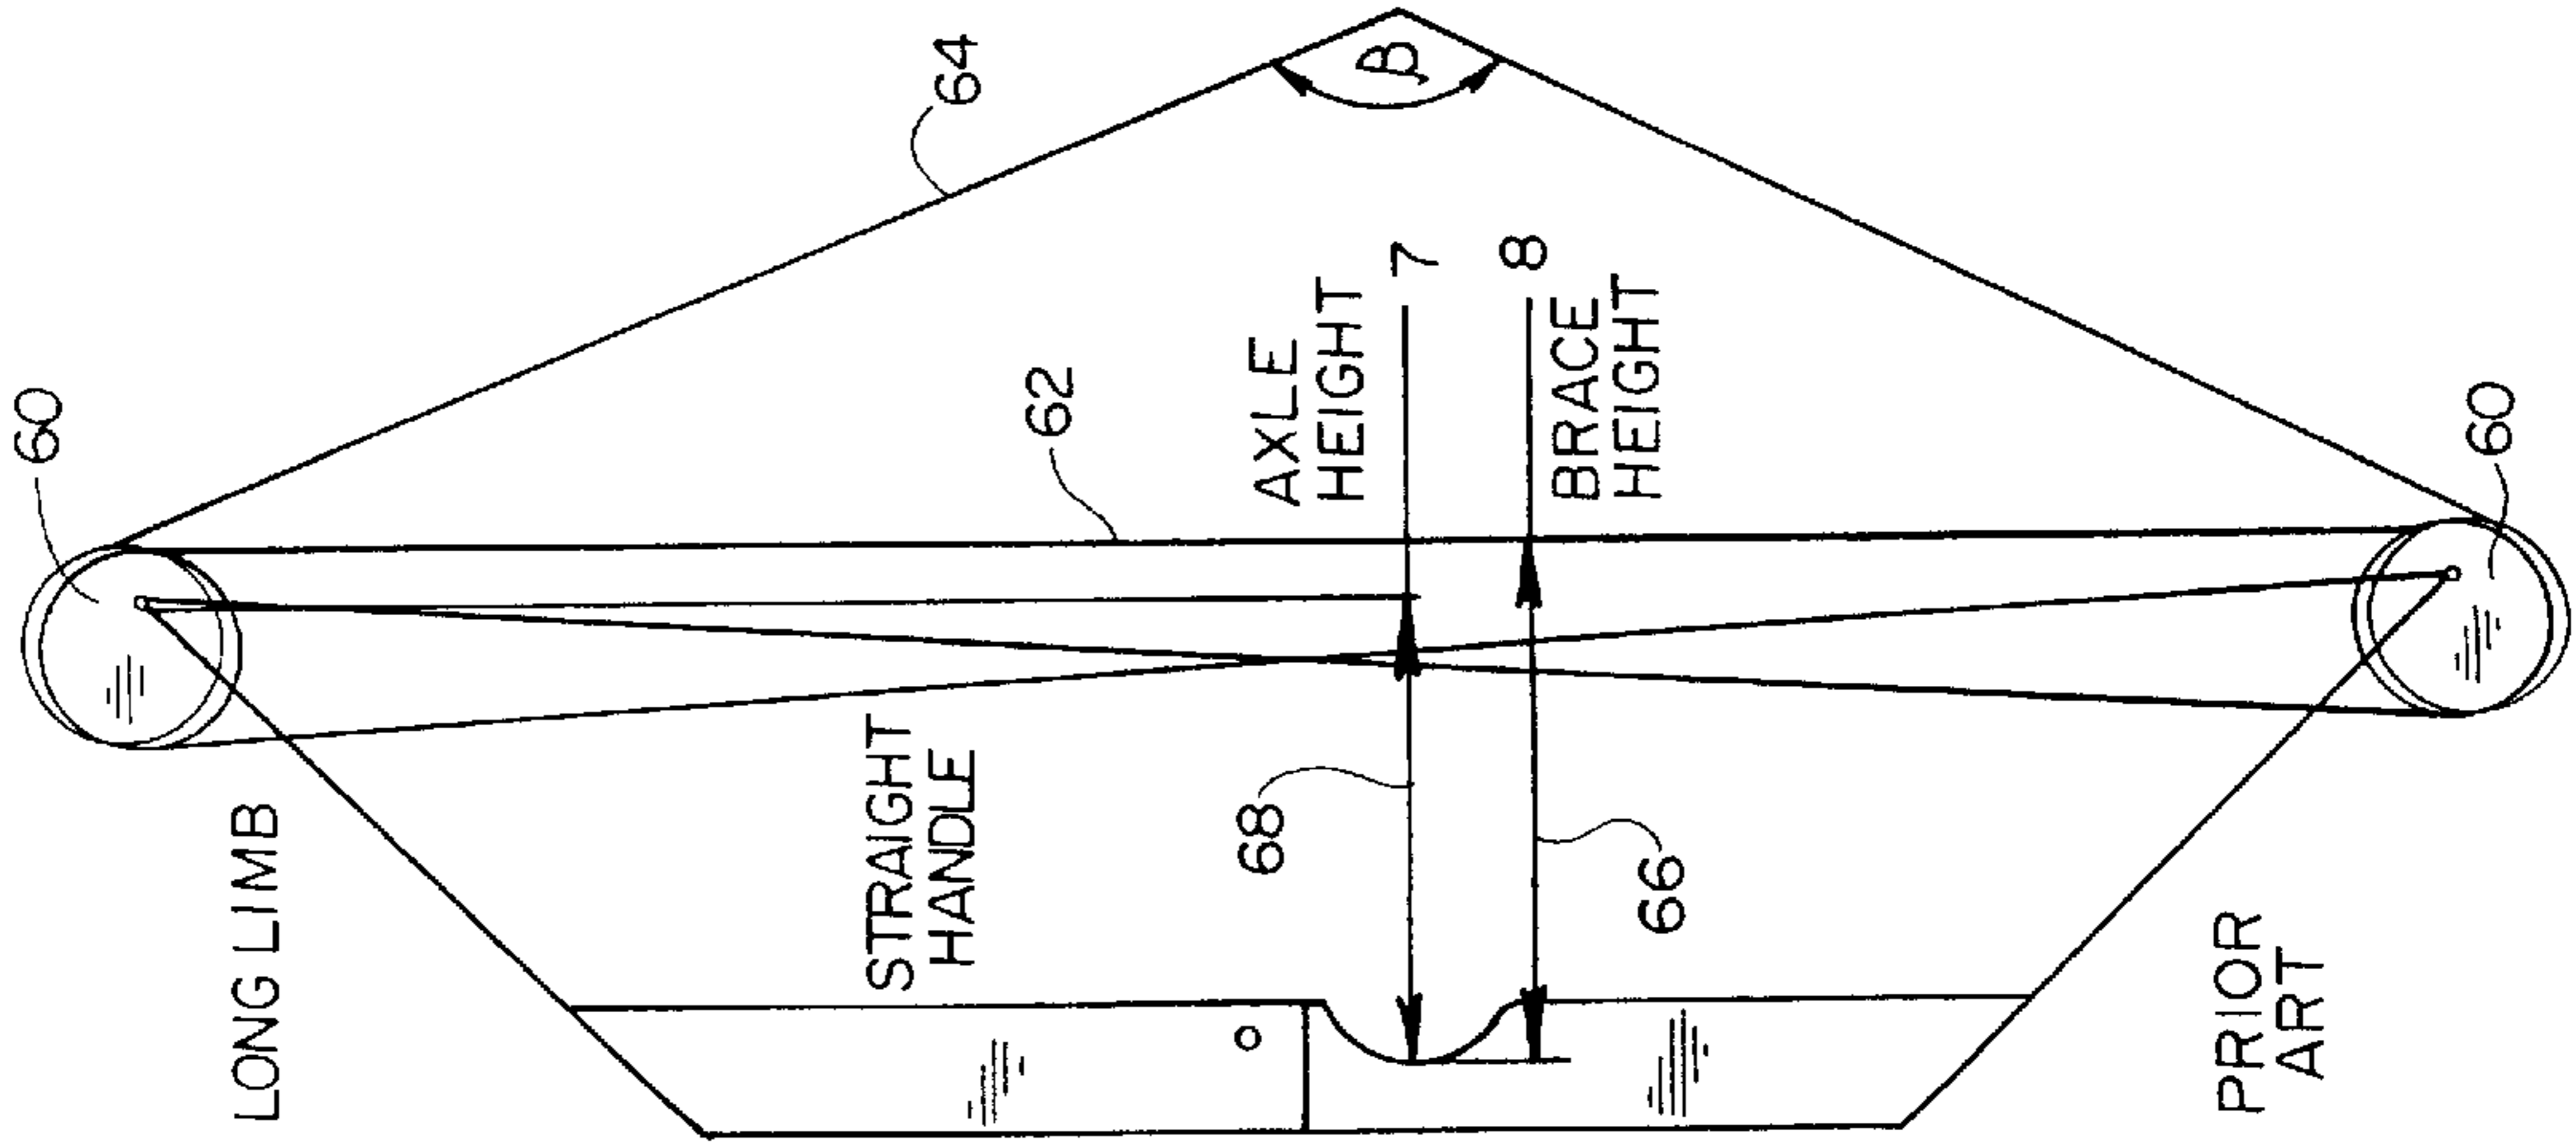 60
64
β
62
AXLE
HEIGHT
7
8
BRACE
HEIGHT
60
LONG LIMB
STRAIGHT
HANDLE
68
66
PRIOR
ART